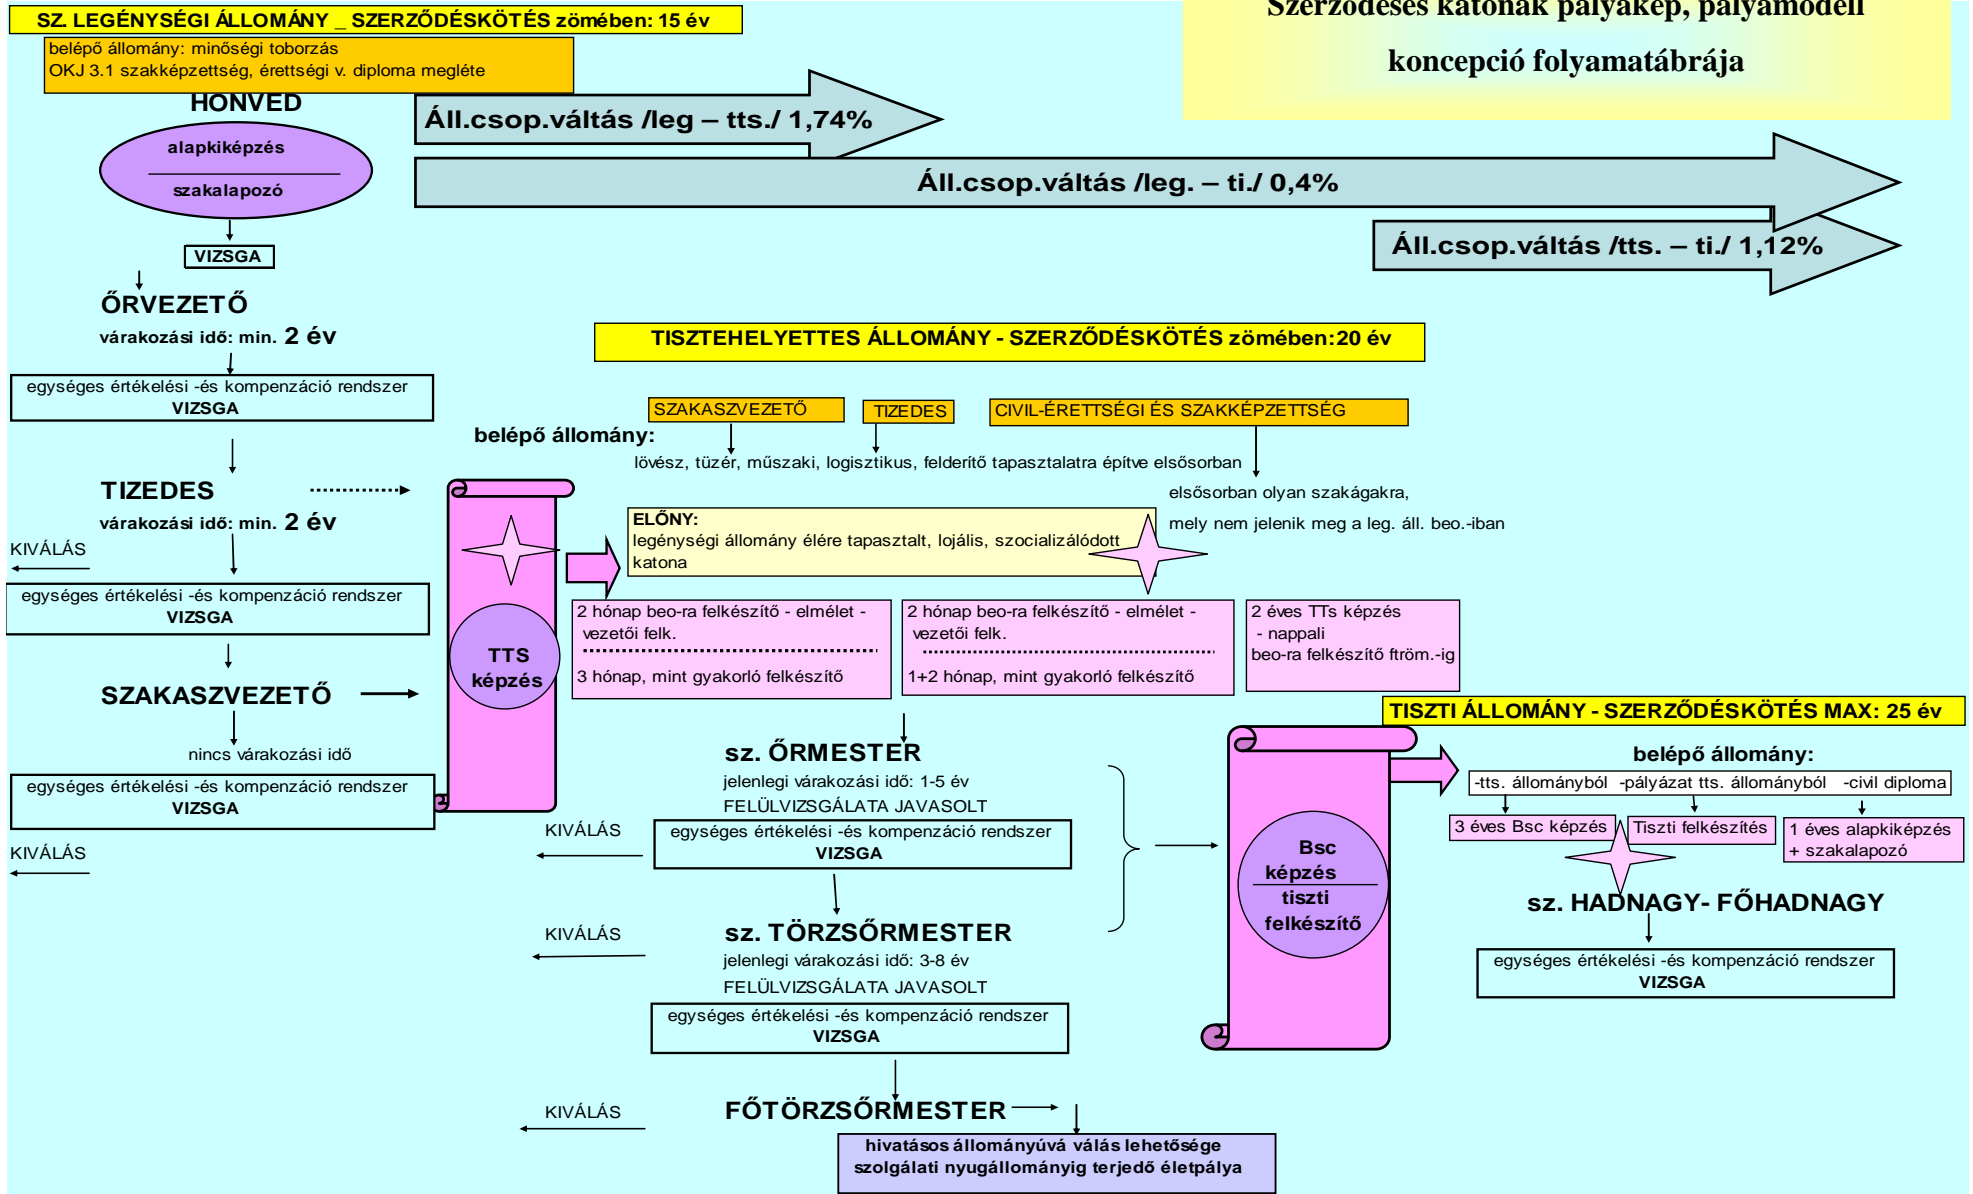 SZ. LEGÉNYSÉGI ÁLLOMÁNY _ SZERZŐDÉSKÖTÉS zömében: 15 év
Szerződéses katonák pályakép, pályamodell
koncepció folyamatábrája
belépő állomány: minőségi toborzás
OKJ 3.1 szakképzettség, érettségi v. diploma megléte
HONVÉD
alapkiképzés
szakalapozó
VIZSGA
Áll.csop.váltás /leg – tts./ 1,74%
Áll.csop.váltás /leg. – ti./ 0,4%
Áll.csop.váltás /tts. – ti./ 1,12%
ŐRVEZETŐ
várakozási idő: min. 2 év
egységes értékelési -és kompenzáció rendszer
VIZSGA
TIZEDES
várakozási idő: min. 2 év
KIVÁLÁS
egységes értékelési -és kompenzáció rendszer
VIZSGA
SZAKASZVEZETŐ
nincs várakozási idő
egységes értékelési -és kompenzáció rendszer
VIZSGA
KIVÁLÁS
TTS
képzés
TISZTEHELYETTES ÁLLOMÁNY - SZERZŐDÉSKÖTÉS zömében:20 év
SZAKASZVEZETŐ
TIZEDES
CIVIL-ÉRETTSÉGI ÉS SZAKKÉPZETTSÉG
belépő állomány:
lövész, tüzér, műszaki, logisztikus, felderítő tapasztalatra építve elsősorban
elsősorban olyan szakágakra,
mely nem jelenik meg a leg. áll. beo.-iban
ELŐNY:
legénységi állomány élére tapasztalt, lojális, szocializálódott
katona
2 hónap beo-ra felkészítő - elmélet -
vezetői felk.
3 hónap, mint gyakorló felkészítő
2 hónap beo-ra felkészítő - elmélet -
vezetői felk.
1+2 hónap, mint gyakorló felkészítő
2 éves TTs képzés
- nappali
beo-ra felkészítő ftröm.-ig
sz. ŐRMESTER
jelenlegi várakozási idő: 1-5 év
FELÜLVIZSGÁLATA JAVASOLT
KIVÁLÁS
egységes értékelési -és kompenzáció rendszer
VIZSGA
sz. TÖRZSŐRMESTER
KIVÁLÁS
jelenlegi várakozási idő: 3-8 év
FELÜLVIZSGÁLATA JAVASOLT
egységes értékelési -és kompenzáció rendszer
VIZSGA
FŐTÖRZSŐRMESTER
KIVÁLÁS
hivatásos állományúvá válás lehetősége
szolgálati nyugállományig terjedő életpálya
Bsc
képzés
tiszti
felkészítő
TISZTI ÁLLOMÁNY - SZERZŐDÉSKÖTÉS MAX: 25 év
belépő állomány:
-tts. állományból -pályázat tts. állományból -civil diploma
3 éves Bsc képzés
Tiszti felkészítés
1 éves alapkiképzés
+ szakalapozó
sz. HADNAGY- FŐHADNAGY
egységes értékelési -és kompenzáció rendszer
VIZSGA